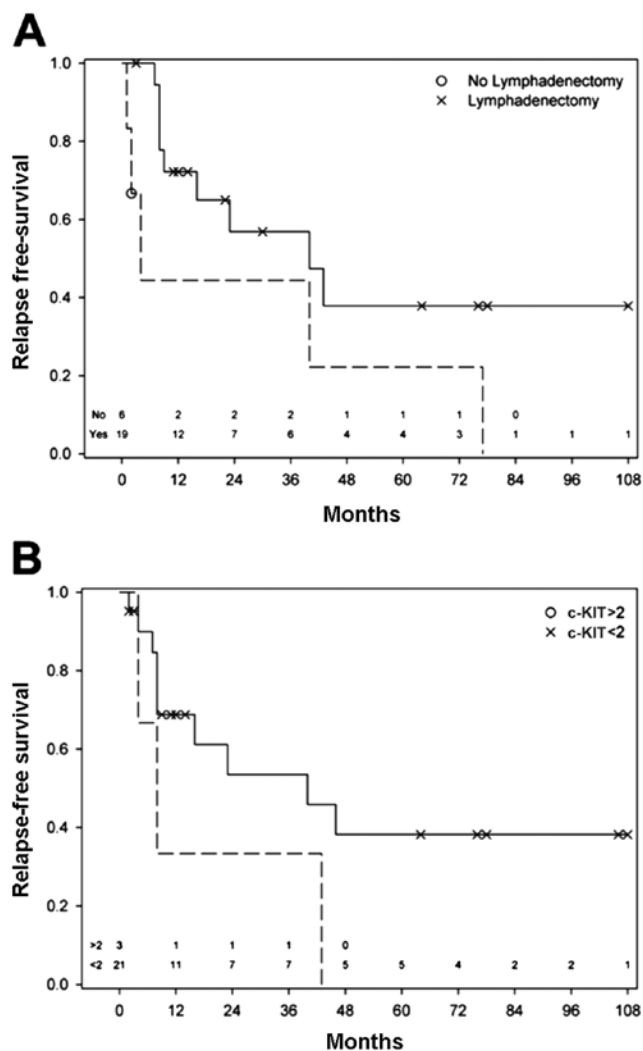 A
1.0
0.8
0.6
0.4
0.2
0.0
Relapse free-survival
No Lymphadenectomy
Lymphadenectomy
No 6 2 2 2 1 1 1 0
Yes 19 12 7 6 4 4 3 1 1 1
0 12 24 36 48 60 72 84 96 108
Months
B
1.0
0.8
0.6
0.4
0.2
0.0
Relapse-free survival
c-KIT>2
c-KIT<2
>2 3 1 1 1 0
<2 21 11 7 7 5 5 4 2 2 1
0 12 24 36 48 60 72 84 96 108
Months